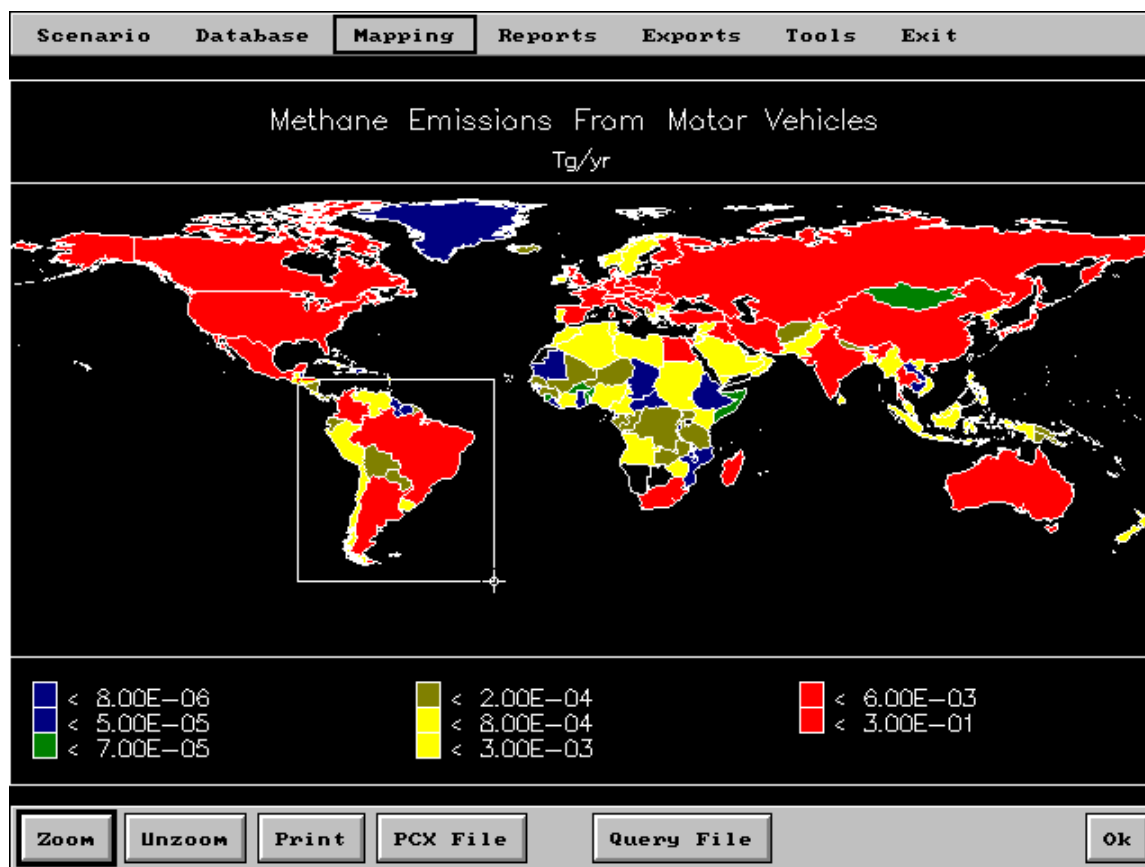 Scenario Database Mapping Reports Exports Tools Exit
Methane Emissions From Motor Vehicles
Tg/yr
< 8.00E-06
< 5.00E-05
< 7.00E-05
< 2.00E-04
< 8.00E-04
< 3.00E-03
< 6.00E-03
< 3.00E-01
Zoom Unzoom Print PCX File Query File Ok